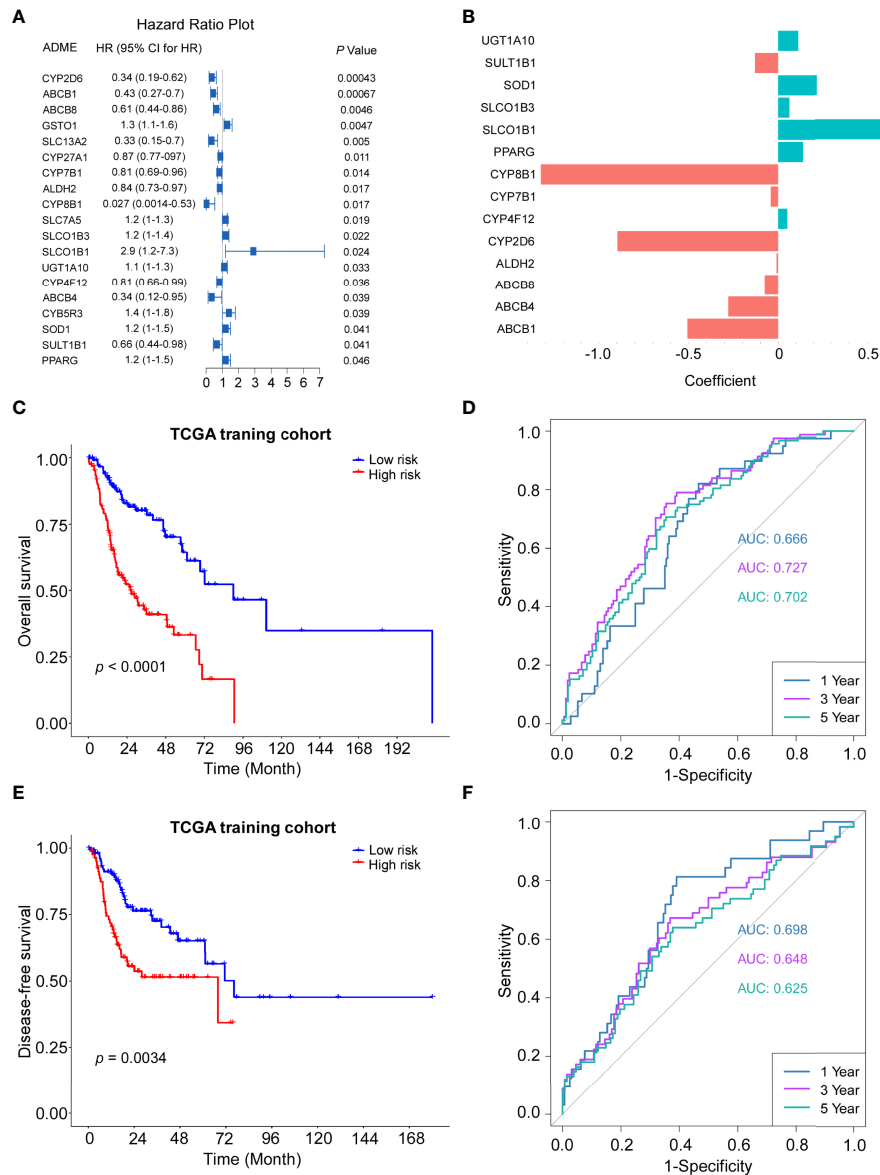 A
Hazard Ratio Plot
ADME HR (95% CI for HR) P Value
CYP2D6 0.34 (0.19-0.62) 0.00043
ABCB1 0.43 (0.27-0.7) 0.00067
ABCB8 0.61 (0.44-0.86) 0.0046
GSTO1 1.3 (1.1-1.6) 0.0047
SLC13A2 0.33 (0.15-0.7) 0.005
CYP27A1 0.87 (0.77-097) 0.011
CYP7B1 0.81 (0.69-0.96) 0.014
ALDH2 0.84 (0.73-0.97) 0.017
CYP8B1 0.027 (0.0014-0.53) 0.017
SLC7A5 1.2 (1-1.3) 0.019
SLCO1B3 1.2 (1-1.4) 0.022
SLCO1B1 2.9 (1.2-7.3) 0.024
UGT1A10 1.1 (1-1.3) 0.033
CYP4F12 0.81 (0.66-0.99) 0.036
ABCB4 0.34 (0.12-0.95) 0.039
CYB5R3 1.4 (1-1.8) 0.039
SOD1 1.2 (1-1.5) 0.041
SULT1B1 0.66 (0.44-0.98) 0.041
PPARG 1.2 (1-1.5) 0.046
0 1 2 3 4 5 6 7
B
UGT1A10
SULT1B1
SOD1
SLCO1B3
SLCO1B1
PPARG
CYP8B1
CYP7B1
CYP4F12
CYP2D6
ALDH2
ABCB8
ABCB4
ABCB1
-1.0 -0.5 0 0.5
Coefficient
C
TCGA traning cohort
Low risk
High risk
1.00
0.75
0.50
0.25
0.00
Overall survival
p < 0.0001
0 24 48 72 96 120 144 168 192
Time (Month)
D
1.0
0.8
0.6
0.4
0.2
0.0
Sensitivity
AUC: 0.666
AUC: 0.727
AUC: 0.702
1 Year
3 Year
5 Year
0.0 0.2 0.4 0.6 0.8 1.0
1-Specificity
E
TCGA training cohort
Low risk
High risk
1.00
0.75
0.50
0.25
0.00
Disease-free survival
p = 0.0034
0 24 48 72 96 120 144 168
Time (Month)
F
1.0
0.8
0.6
0.4
0.2
0.0
Sensitivity
AUC: 0.698
AUC: 0.648
AUC: 0.625
1 Year
3 Year
5 Year
0.0 0.2 0.4 0.6 0.8 1.0
1-Specificity